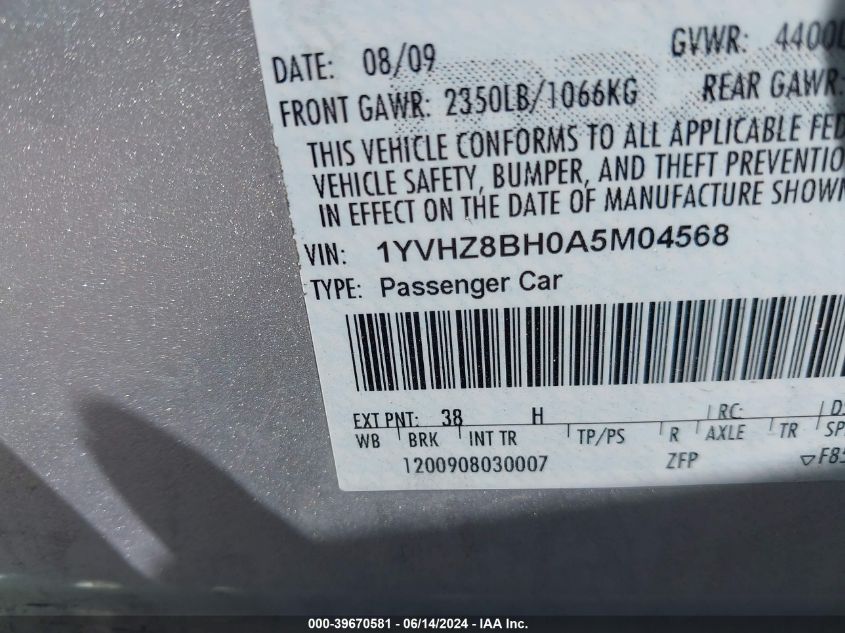 DATE: 08/09 GVWR: 4400L
FRONT GAWR: 2350LB/1066KG REAR GAWR:
THIS VEHICLE CONFORMS TO ALL APPLICABLE FED
VEHICLE SAFETY, BUMPER, AND THEFT PREVENTIO
IN EFFECT ON THE DATE OF MANUFACTURE SHOWN
VIN: 1YVHZ8BH0A5M04568
TYPE: Passenger Car
EXT PNT: 38 H RC: D
WB BRK INT TR TP/PS R AXLE TR SP
1200908030007 ZFP ▽F85
000-39670581 - 06/14/2024 - IAA Inc.